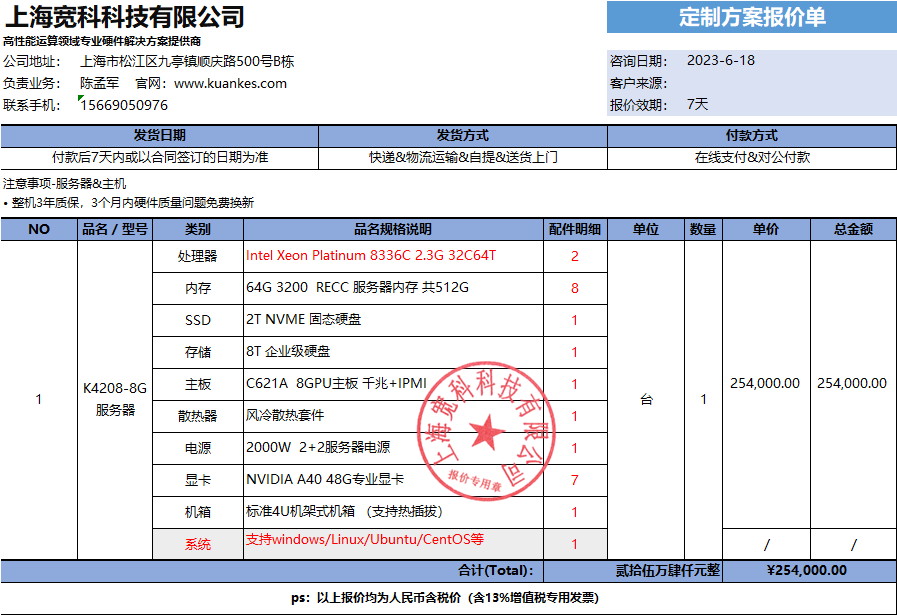 上海宽科科技有限公司
定制方案报价单
高性能运算领域专业硬件解决方案提供商
公司地址： 上海市松江区九亭镇顺庆路500号B栋
咨询日期： 2023-6-18
负责业务： 陈孟军 官网：www.kuankes.com
客户来源：
联系手机： 15669050976
报价效期： 7天
发货日期 发货方式 付款方式
付款后7天内或以合同签订的日期为准 快递&物流运输&自提&送货上门 在线支付&对公付款
注意事项-服务器&主机
• 整机3年质保，3个月内硬件质量问题免费换新
NO 品名 / 型号 类别 品名规格说明 配件明细 单位 数量 单价 总金额
处理器 Intel Xeon Platinum 8336C 2.3G 32C64T 2
内存 64G 3200 RECC 服务器内存 共512G 8
SSD 2T NVME 固态硬盘 1
存储 8T 企业级硬盘 1
主板 C621A 8GPU主板 千兆+IPMI 1
1 K4208-8G 台 1 254,000.00 254,000.00
服务器
散热器 风冷散热套件 1
电源 2000W 2+2服务器电源 1
显卡 NVIDIA A40 48G专业显卡 7
机箱 标准4U机架式机箱 （支持热插拔） 1
系统 支持windows/Linux/Ubuntu/CentOS等 1 / /
上海宽科科技有限公司
报价专用章
合计(Total)： 贰拾伍万肆仟元整 ¥254,000.00
ps：以上报价均为人民币含税价（含13%增值税专用发票）